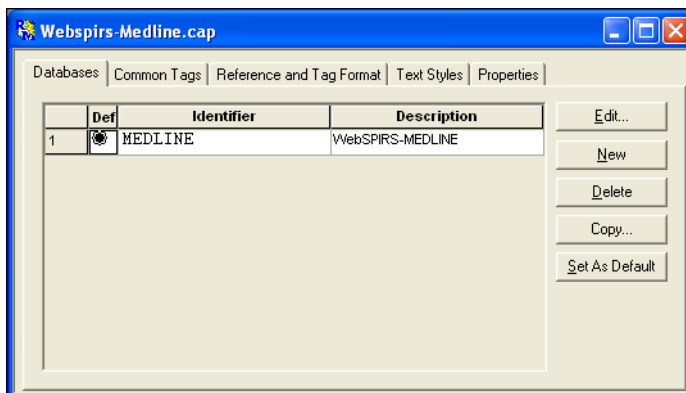 Webspirs-Medline.cap
Databases Common Tags Reference and Tag Format Text Styles Properties
Def Identifier Description Edit...
1 MEDLINE WebSPIRS-MEDLINE
New
Delete
Copy...
Set As Default